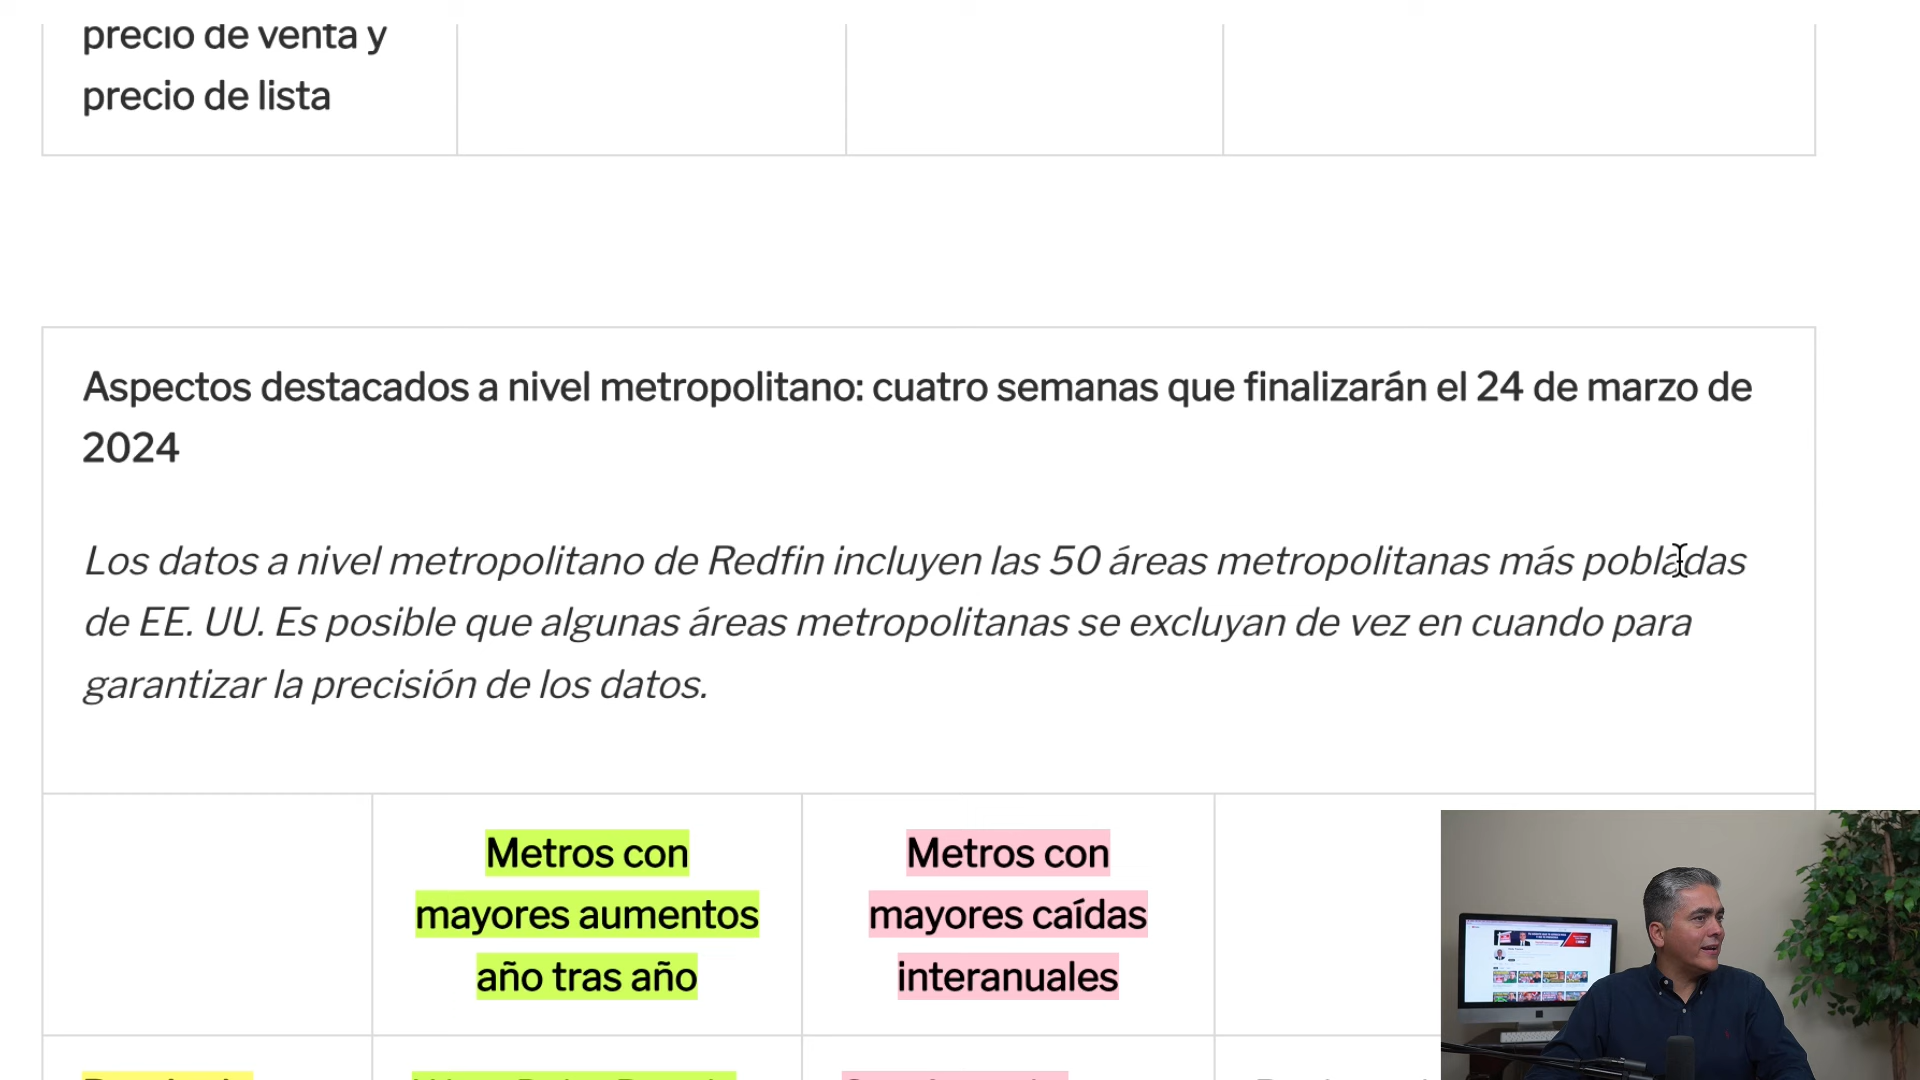 precio de venta y
precio de lista
Aspectos destacados a nivel metropolitano: cuatro semanas que finalizarán el 24 de marzo de
2024
Los datos a nivel metropolitano de Redfin incluyen las 50 áreas metropolitanas más pobladas
de EE. UU. Es posible que algunas áreas metropolitanas se excluyan de vez en cuando para
garantizar la precisión de los datos.
Metros con
mayores aumentos
año tras año
Metros con
mayores caídas
interanuales